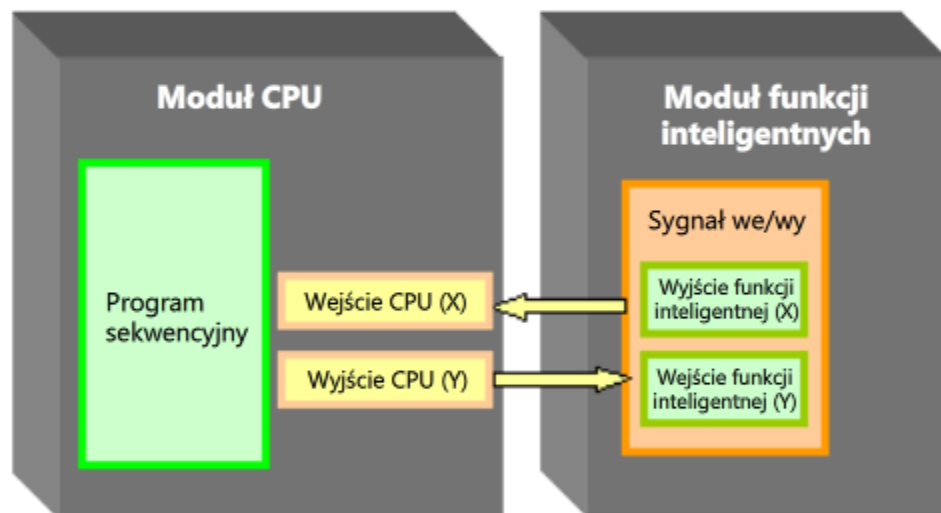 Moduł CPU
Program
sekwencyjny
Wejście CPU (X)
Wyjście CPU (Y)
Moduł funkcji
inteligentnych
Sygnał we/wy
Wyjście funkcji
inteligentnej (X)
Wejście funkcji
inteligentnej (Y)